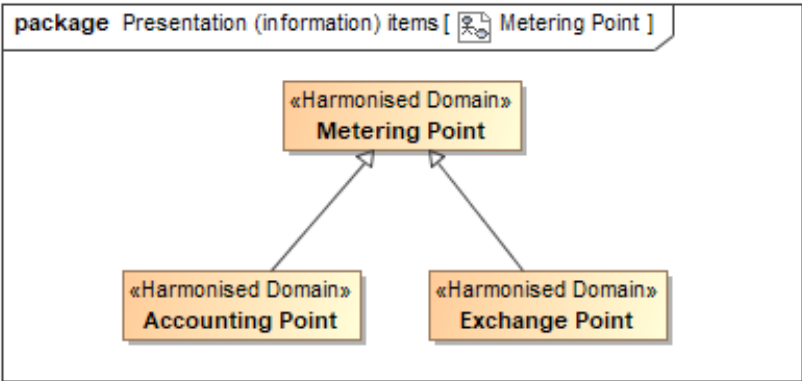 package Presentation (information) items [ Metering Point ]
«Harmonised Domain»
Metering Point
«Harmonised Domain»
Accounting Point
«Harmonised Domain»
Exchange Point